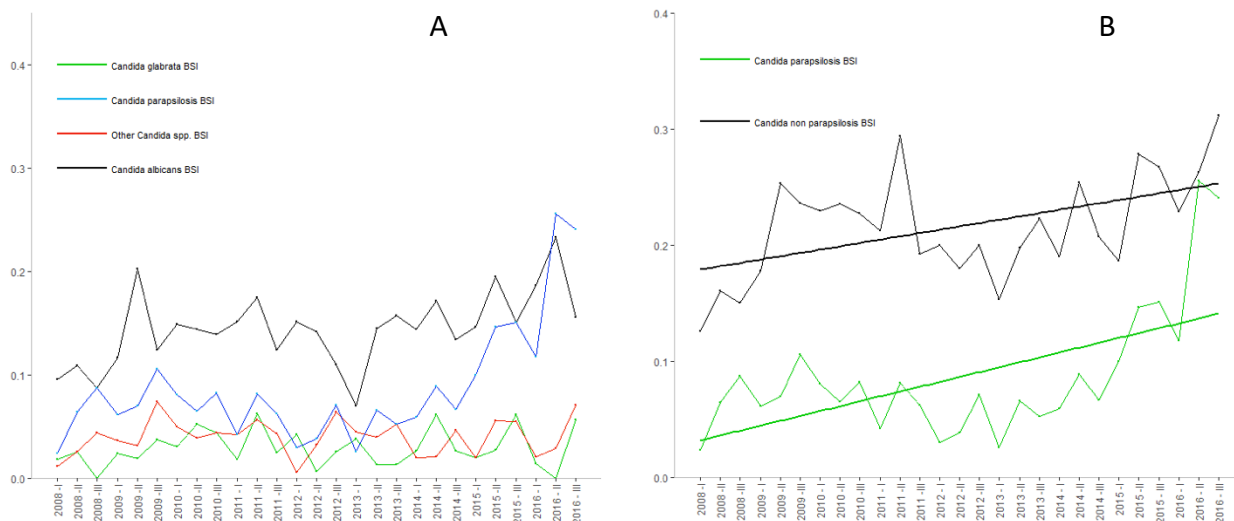 A
0.4
0.3
0.2
0.1
0.0
Candida glabrata BSI
Candida parapsilosis BSI
Other Candida spp. BSI
Candida albicans BSI
2008 -I
2008 -II
2008 -III
2009 - I
2009 -II
2009 -III
2010 - I
2010 -II
2010 -III
2011 - I
2011 -II
2011 -III
2012 - I
2012 -II
2012 -III
2013 - I
2013 -II
2013 -III
2014 - I
2014 -II
2014 -III
2015 -I
2015 -II
2015 - III
2016 - I
2016 - II
2016 - III
B
0.4
0.3
0.2
0.1
0.0
Candida parapsilosis BSI
Candida non parapsilosis BSI
2008 -I
2008 -II
2008 -III
2009 - I
2009 -II
2009 -III
2010 - I
2010 -II
2010 -III
2011 - I
2011 -II
2011 -III
2012 - I
2012 -II
2012 -III
2013 - I
2013 -II
2013 -III
2014 - I
2014 -II
2014 -III
2015 -I
2015 -II
2015 - III
2016 - I
2016 - II
2016 - III